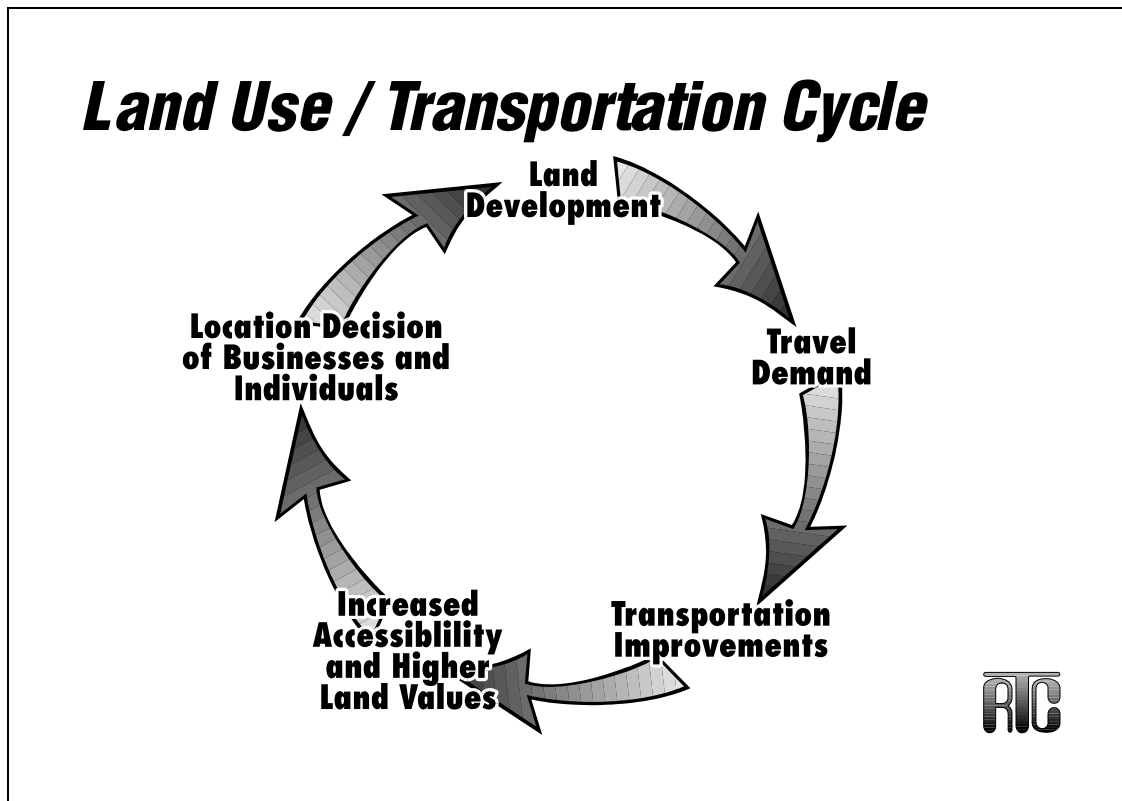 Land Use / Transportation Cycle
Land
Development
Travel
Demand
Transportation
Improvements
Increased
Accessiblility
and Higher
Land Values
Location-Decision
of Businesses and
Individuals
RTC